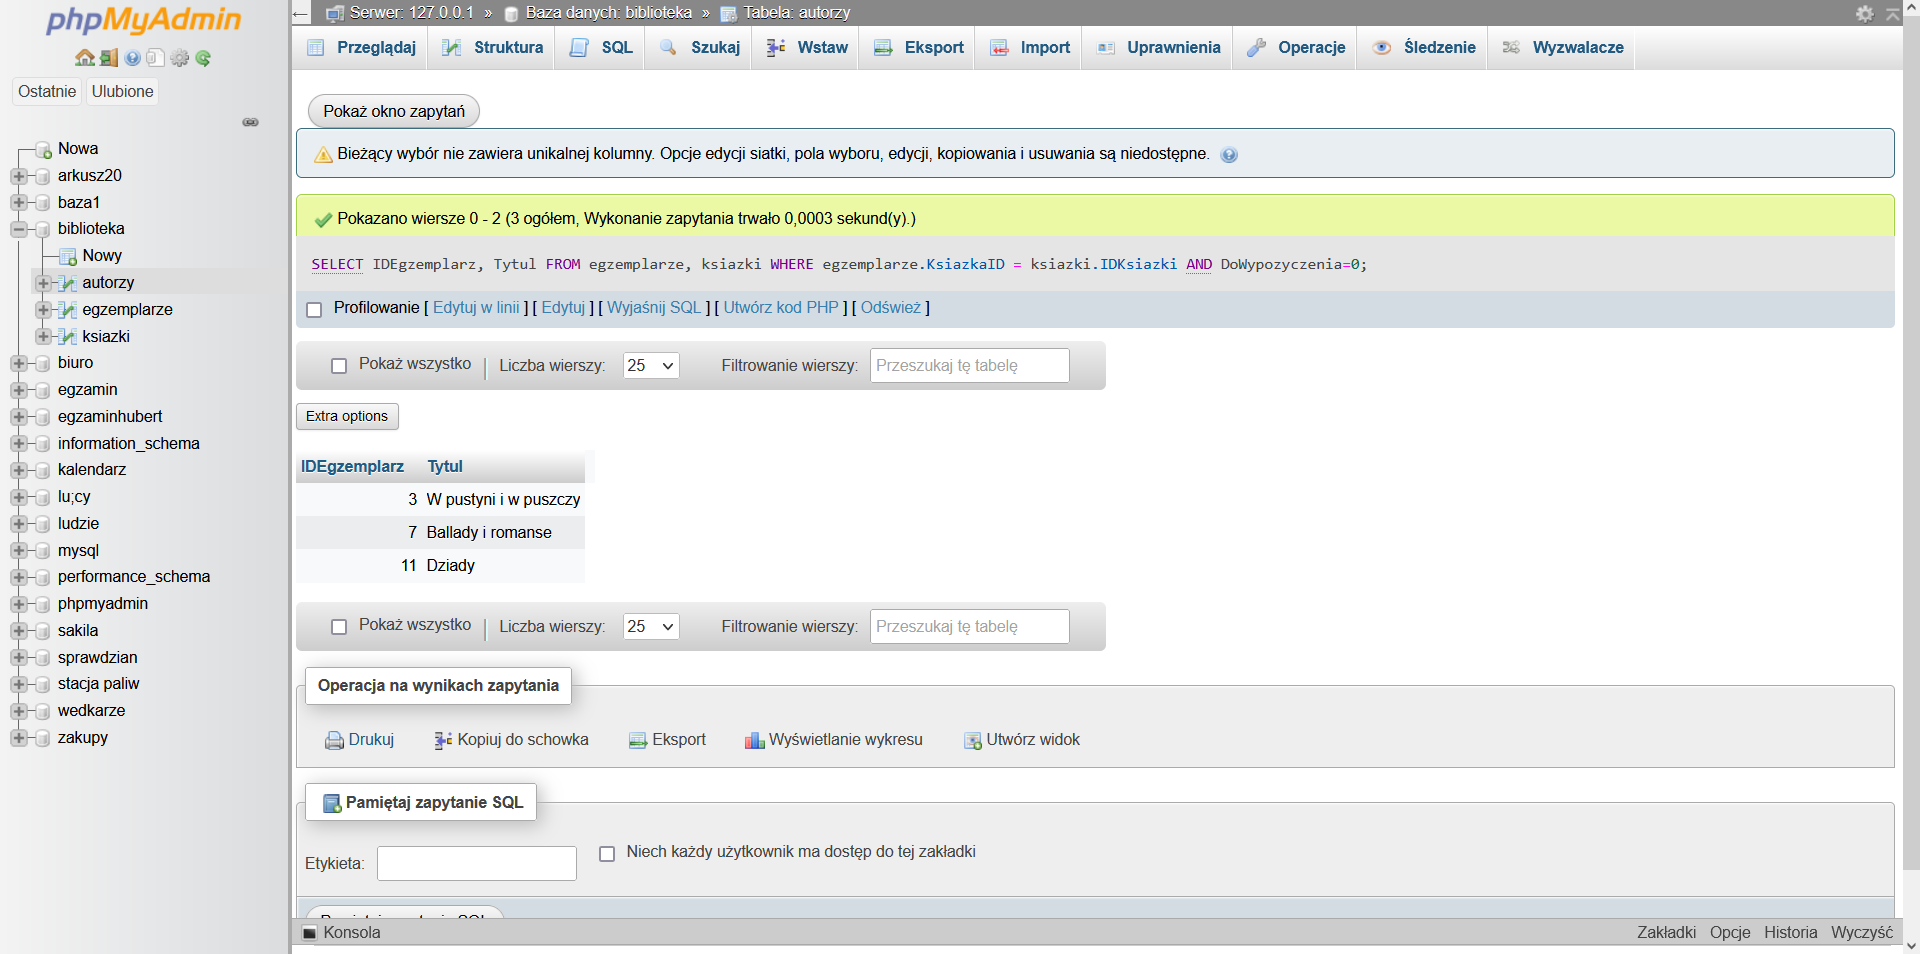 phpMyAdmin
Ostatnie Ulubione
Nowa
arkusz20
baza1
biblioteka
Nowy
autorzy
egzemplarze
ksiazki
biuro
egzamin
egzaminhubert
information_schema
kalendarz
lu;cy
ludzie
mysql
performance_schema
phpmyadmin
sakila
sprawdzian
stacja paliw
wedkarze
zakupy
Serwer: 127.0.0.1 » Baza danych: biblioteka » Tabela: autorzy
Przeglądaj Struktura SQL Szukaj Wstaw Eksport Import Uprawnienia Operacje Śledzenie Wyzwalacze
Pokaż okno zapytań
Bieżący wybór nie zawiera unikalnej kolumny. Opcje edycji siatki, pola wyboru, edycji, kopiowania i usuwania są niedostępne.
Pokazano wiersze 0 - 2 (3 ogółem, Wykonanie zapytania trwało 0,0003 sekund(y).)
SELECT IDEgzemplarz, Tytul FROM egzemplarze, ksiazki WHERE egzemplarze.KsiazkaID = ksiazki.IDKsiazki AND DoWypozyczenia=0;
Profilowanie [ Edytuj w linii ] [ Edytuj ] [ Wyjaśnij SQL ] [ Utwórz kod PHP ] [ Odśwież ]
Pokaż wszystko | Liczba wierszy: 25 Filtrowanie wierszy: Przeszukaj tę tabelę
Extra options
IDEgzemplarz Tytul
3 W pustyni i w puszczy
7 Ballady i romanse
11 Dziady
Pokaż wszystko | Liczba wierszy: 25 Filtrowanie wierszy: Przeszukaj tę tabelę
Operacja na wynikach zapytania
Drukuj Kopiuj do schowka Eksport Wyświetlanie wykresu Utwórz widok
Pamiętaj zapytanie SQL
Etykieta: Niech każdy użytkownik ma dostęp do tej zakładki
Konsola Zakładki Opcje Historia Wyczyść